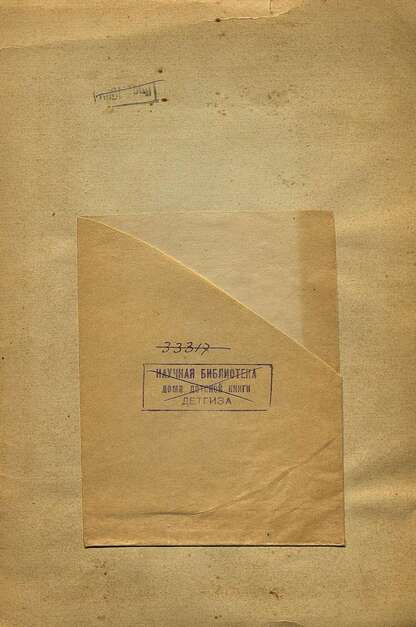 33317
НАУЧНАЯ БИБЛИОТЕКА
дома детской книги
ДЕТГИЗА